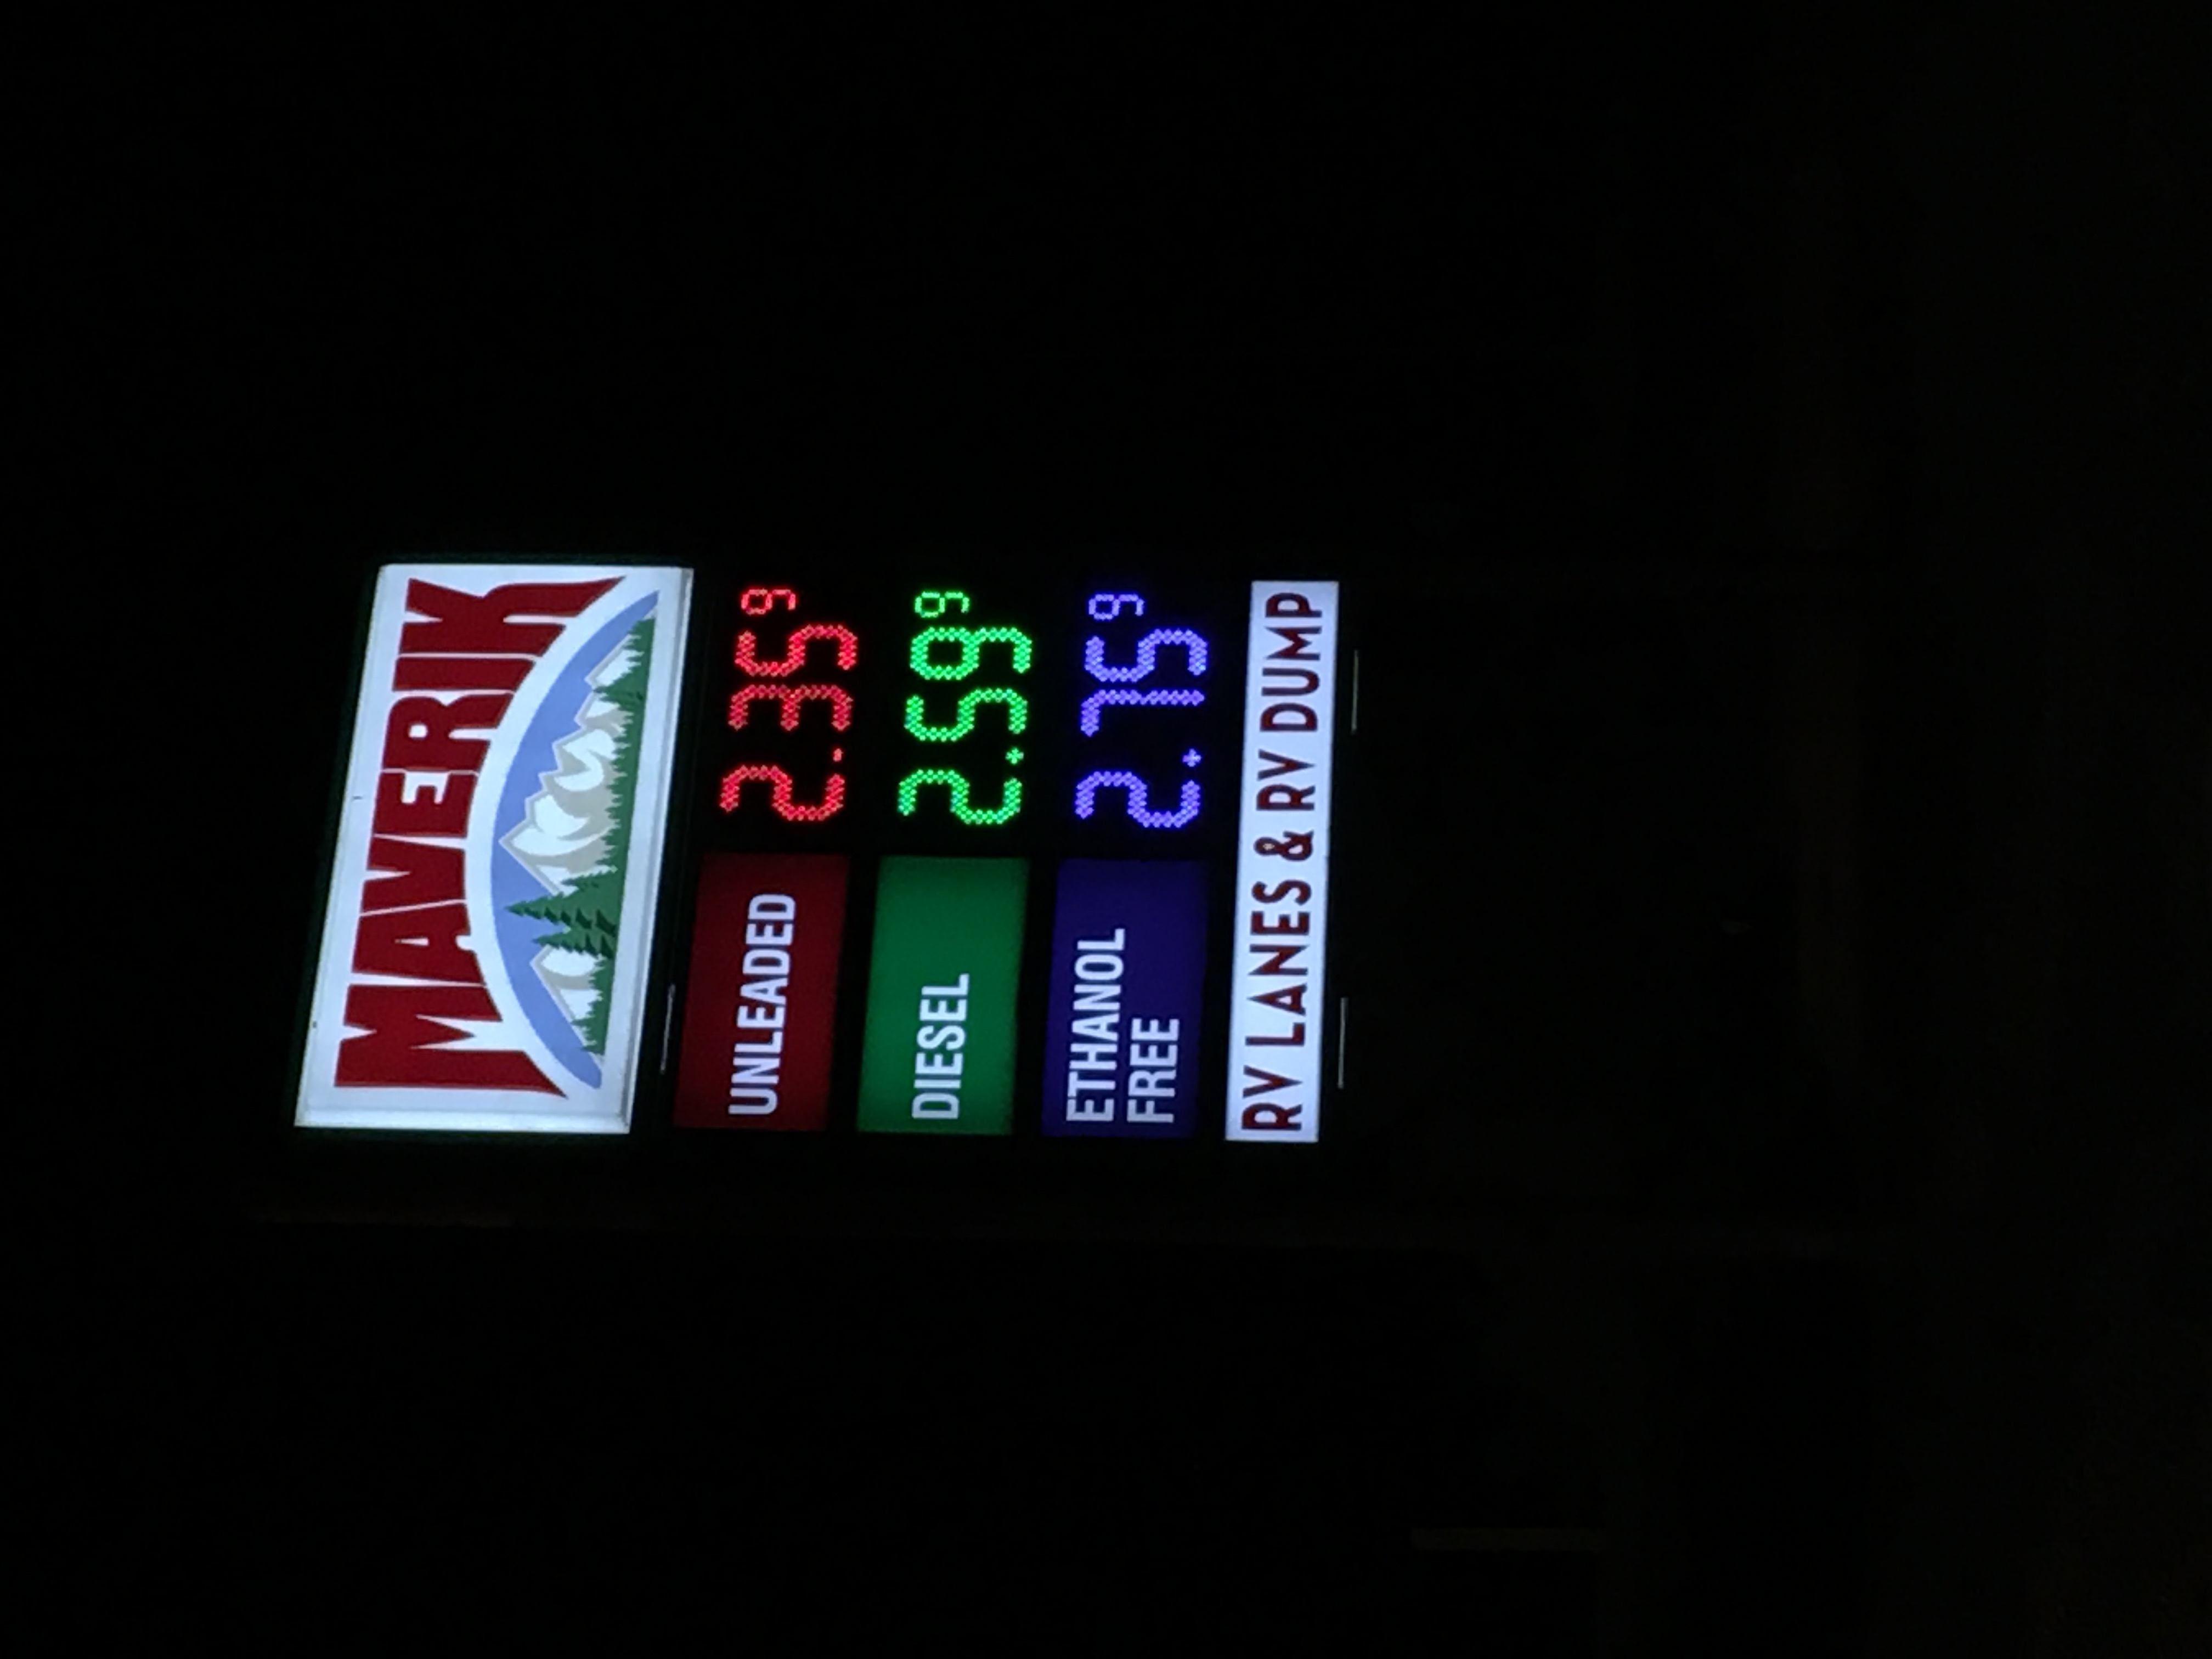 MAVERIK
UNLEADED 2.35⁹
DIESEL 2.59⁹
ETHANOL FREE 2.75⁹
RV LANES & RV DUMP